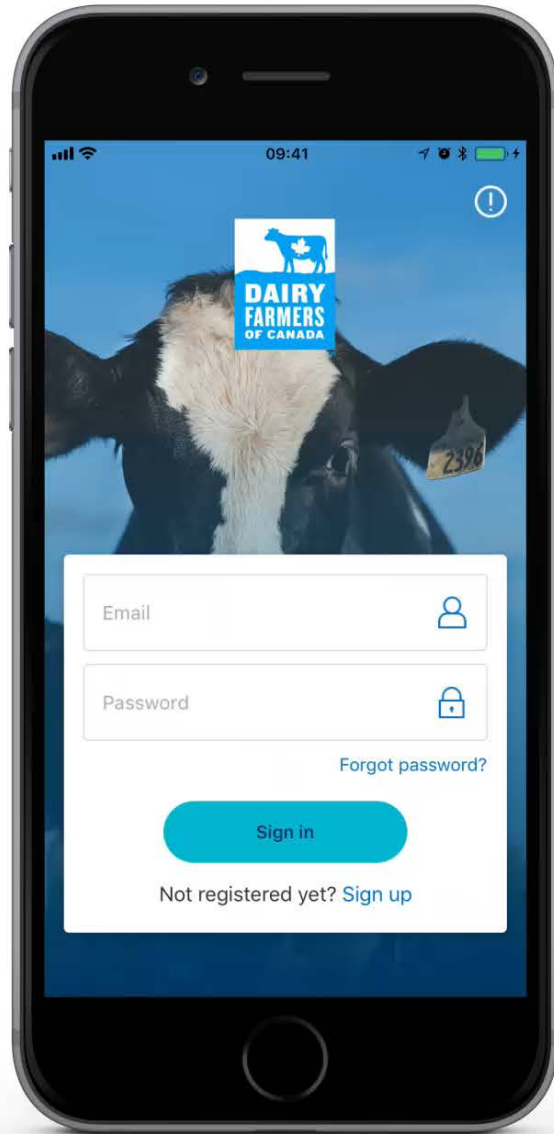 09:41
DAIRY
FARMERS
OF CANADA
2396
Email
Password
Forgot password?
Sign in
Not registered yet? Sign up